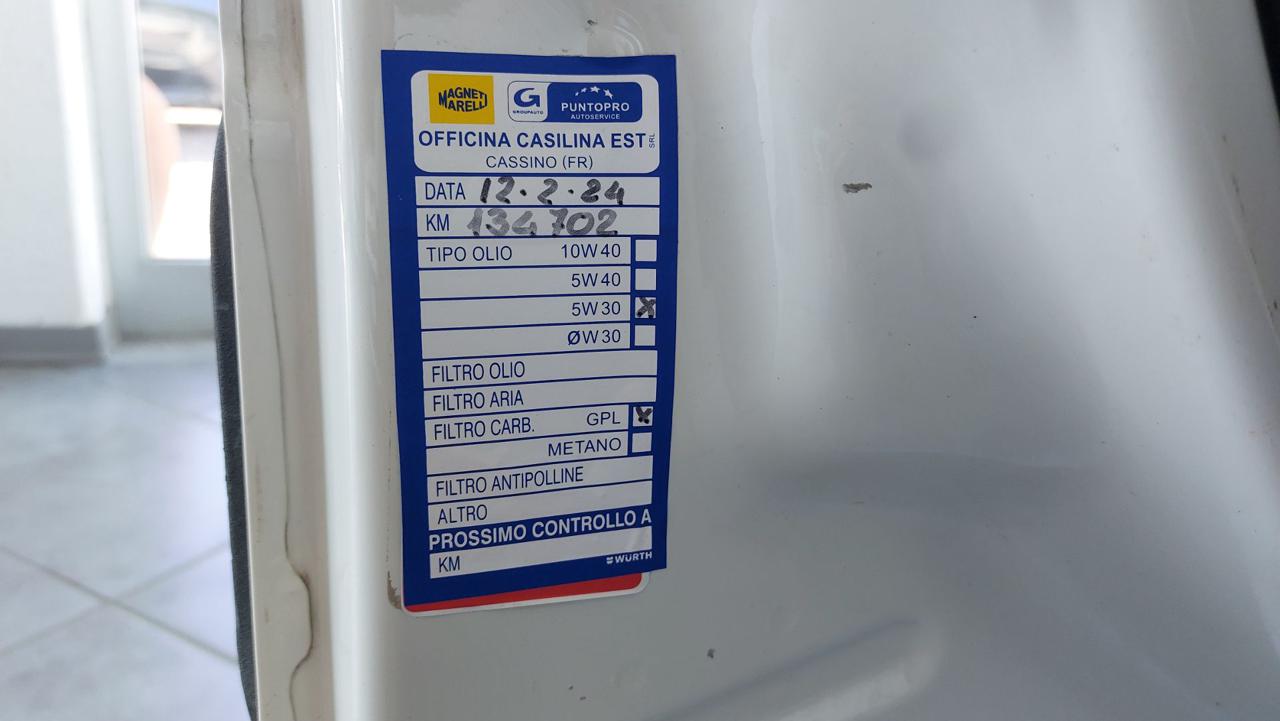 MAGNETI MARELLI
G GROUPAUTO PUNTOPRO AUTOSERVICE
OFFICINA CASILINA EST SRL
CASSINO (FR)
DATA 12.2.24
KM 134702
TIPO OLIO 10W40
5W40
5W30 X
ØW30
FILTRO OLIO
FILTRO ARIA
FILTRO CARB. GPL X
METANO
FILTRO ANTIPOLLINE
ALTRO
PROSSIMO CONTROLLO A
KM
WÜRTH